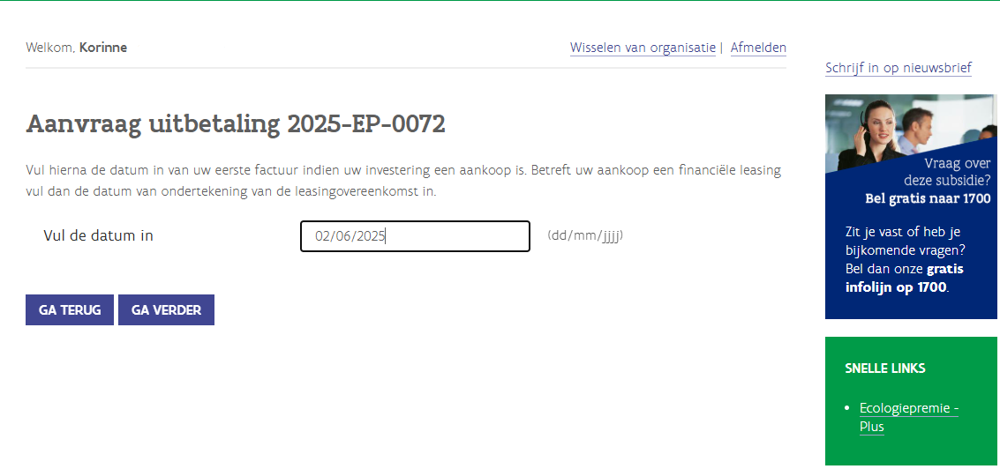 Welkom, Korinne
Wisselen van organisatie | Afmelden
Aanvraag uitbetaling 2025-EP-0072
Vul hierna de datum in van uw eerste factuur indien uw investering een aankoop is. Betreft uw aankoop een financiële leasing
vul dan de datum van ondertekening van de leasingovereenkomst in.
Vul de datum in
02/06/2025
(dd/mm/jjjj)
GA TERUG
GA VERDER
Schrijf in op nieuwsbrief
Vraag over
deze subsidie?
Bel gratis naar 1700
Zit je vast of heb je
bijkomende vragen?
Bel dan onze gratis
infolijn op 1700.
SNELLE LINKS
Ecologiepremie -
Plus